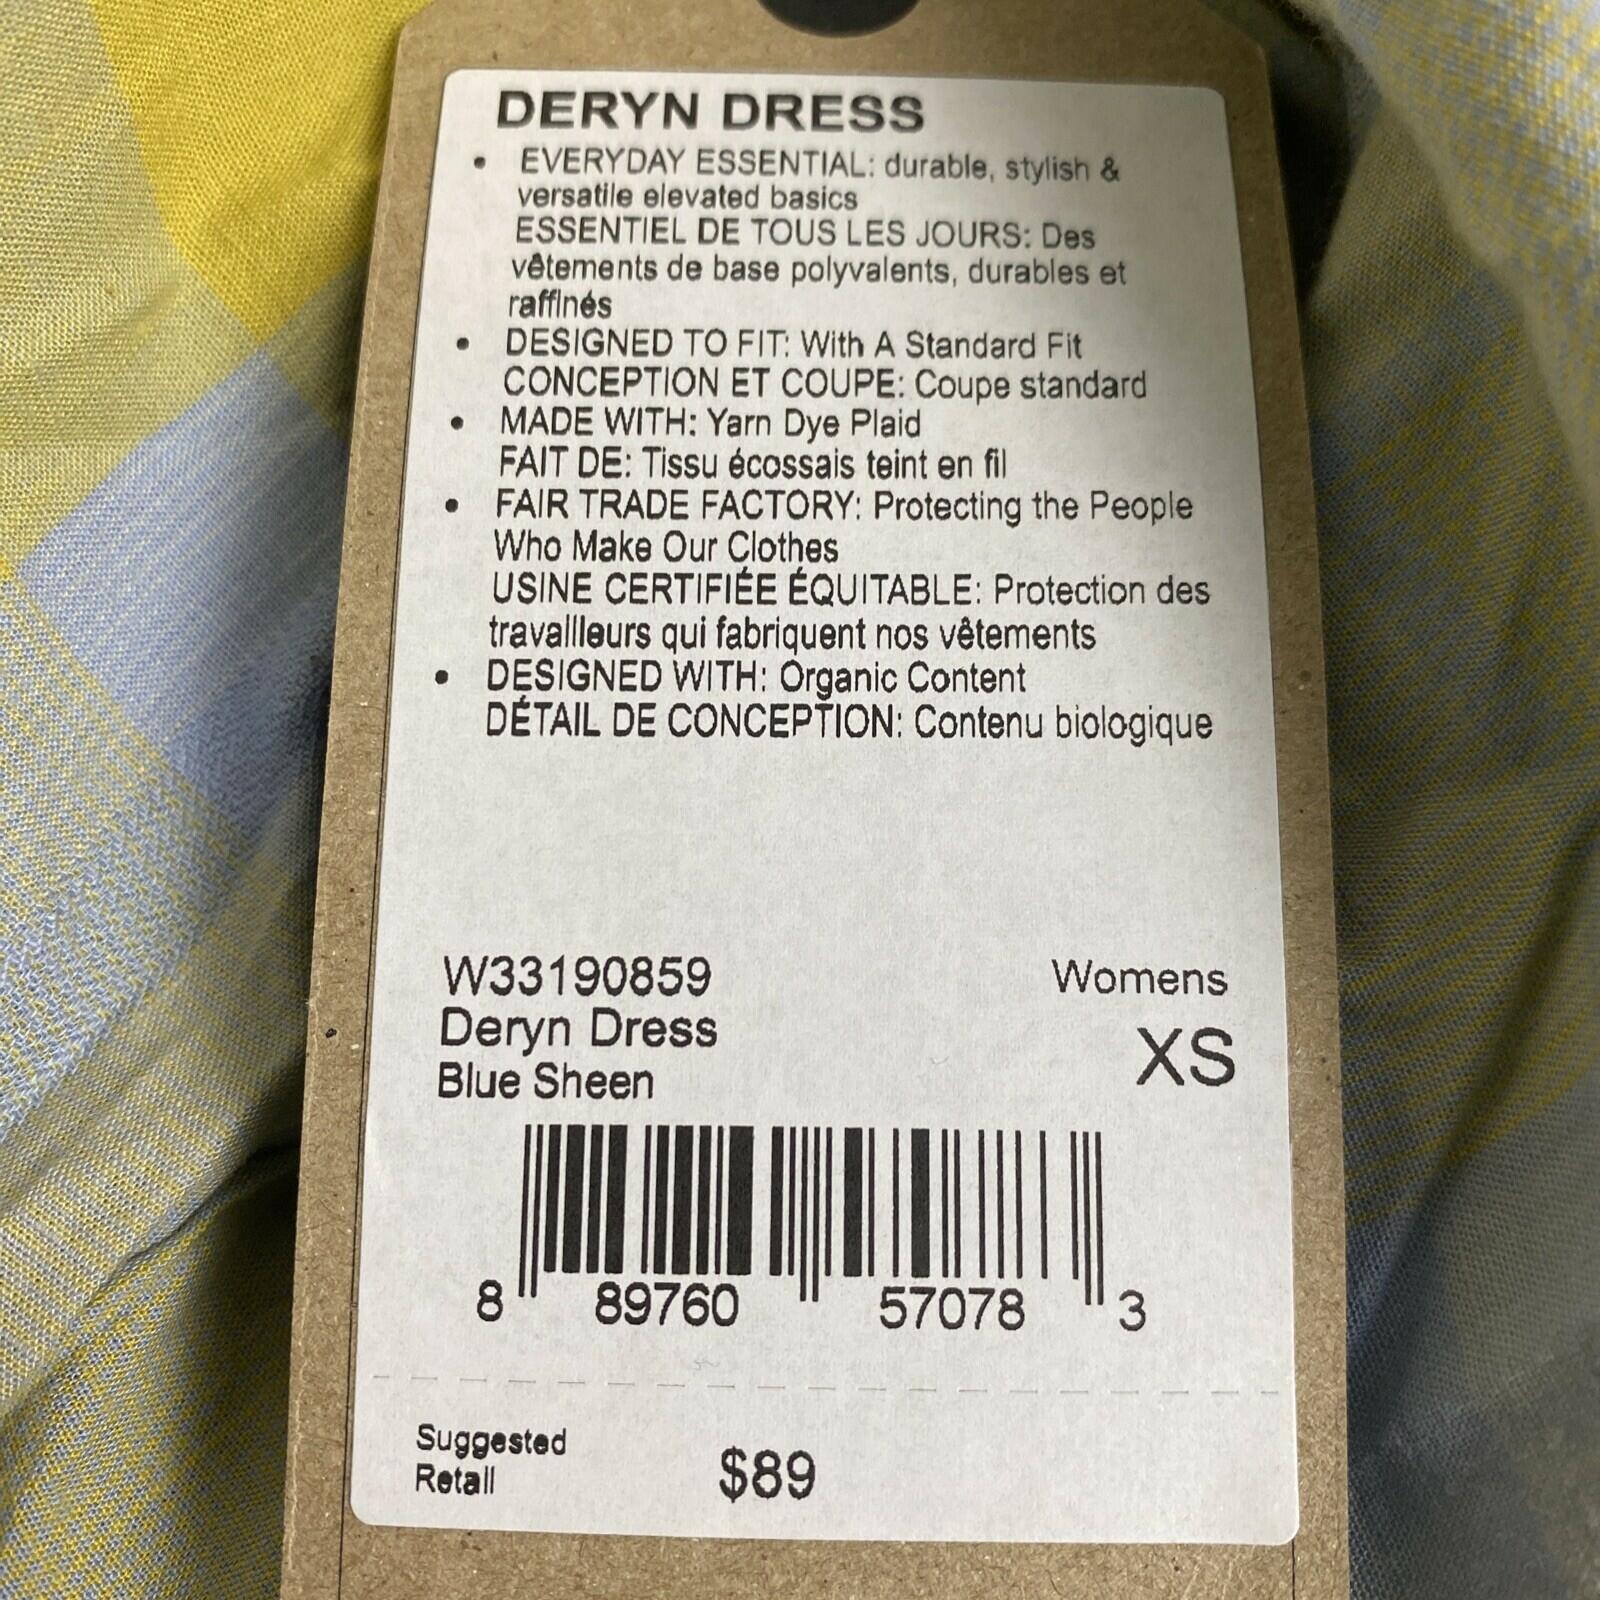 DERYN DRESS
• EVERYDAY ESSENTIAL: durable, stylish &
versatile elevated basics
ESSENTIEL DE TOUS LES JOURS: Des
vêtements de base polyvalents, durables et
raffinés
• DESIGNED TO FIT: With A Standard Fit
CONCEPTION ET COUPE: Coupe standard
• MADE WITH: Yarn Dye Plaid
FAIT DE: Tissu écossais teint en fil
• FAIR TRADE FACTORY: Protecting the People
Who Make Our Clothes
USINE CERTIFIÉE ÉQUITABLE: Protection des
travailleurs qui fabriquent nos vêtements
• DESIGNED WITH: Organic Content
DÉTAIL DE CONCEPTION: Contenu biologique
W33190859 Womens
Deryn Dress XS
Blue Sheen
8 89760 57078 3
Suggested
Retail $89